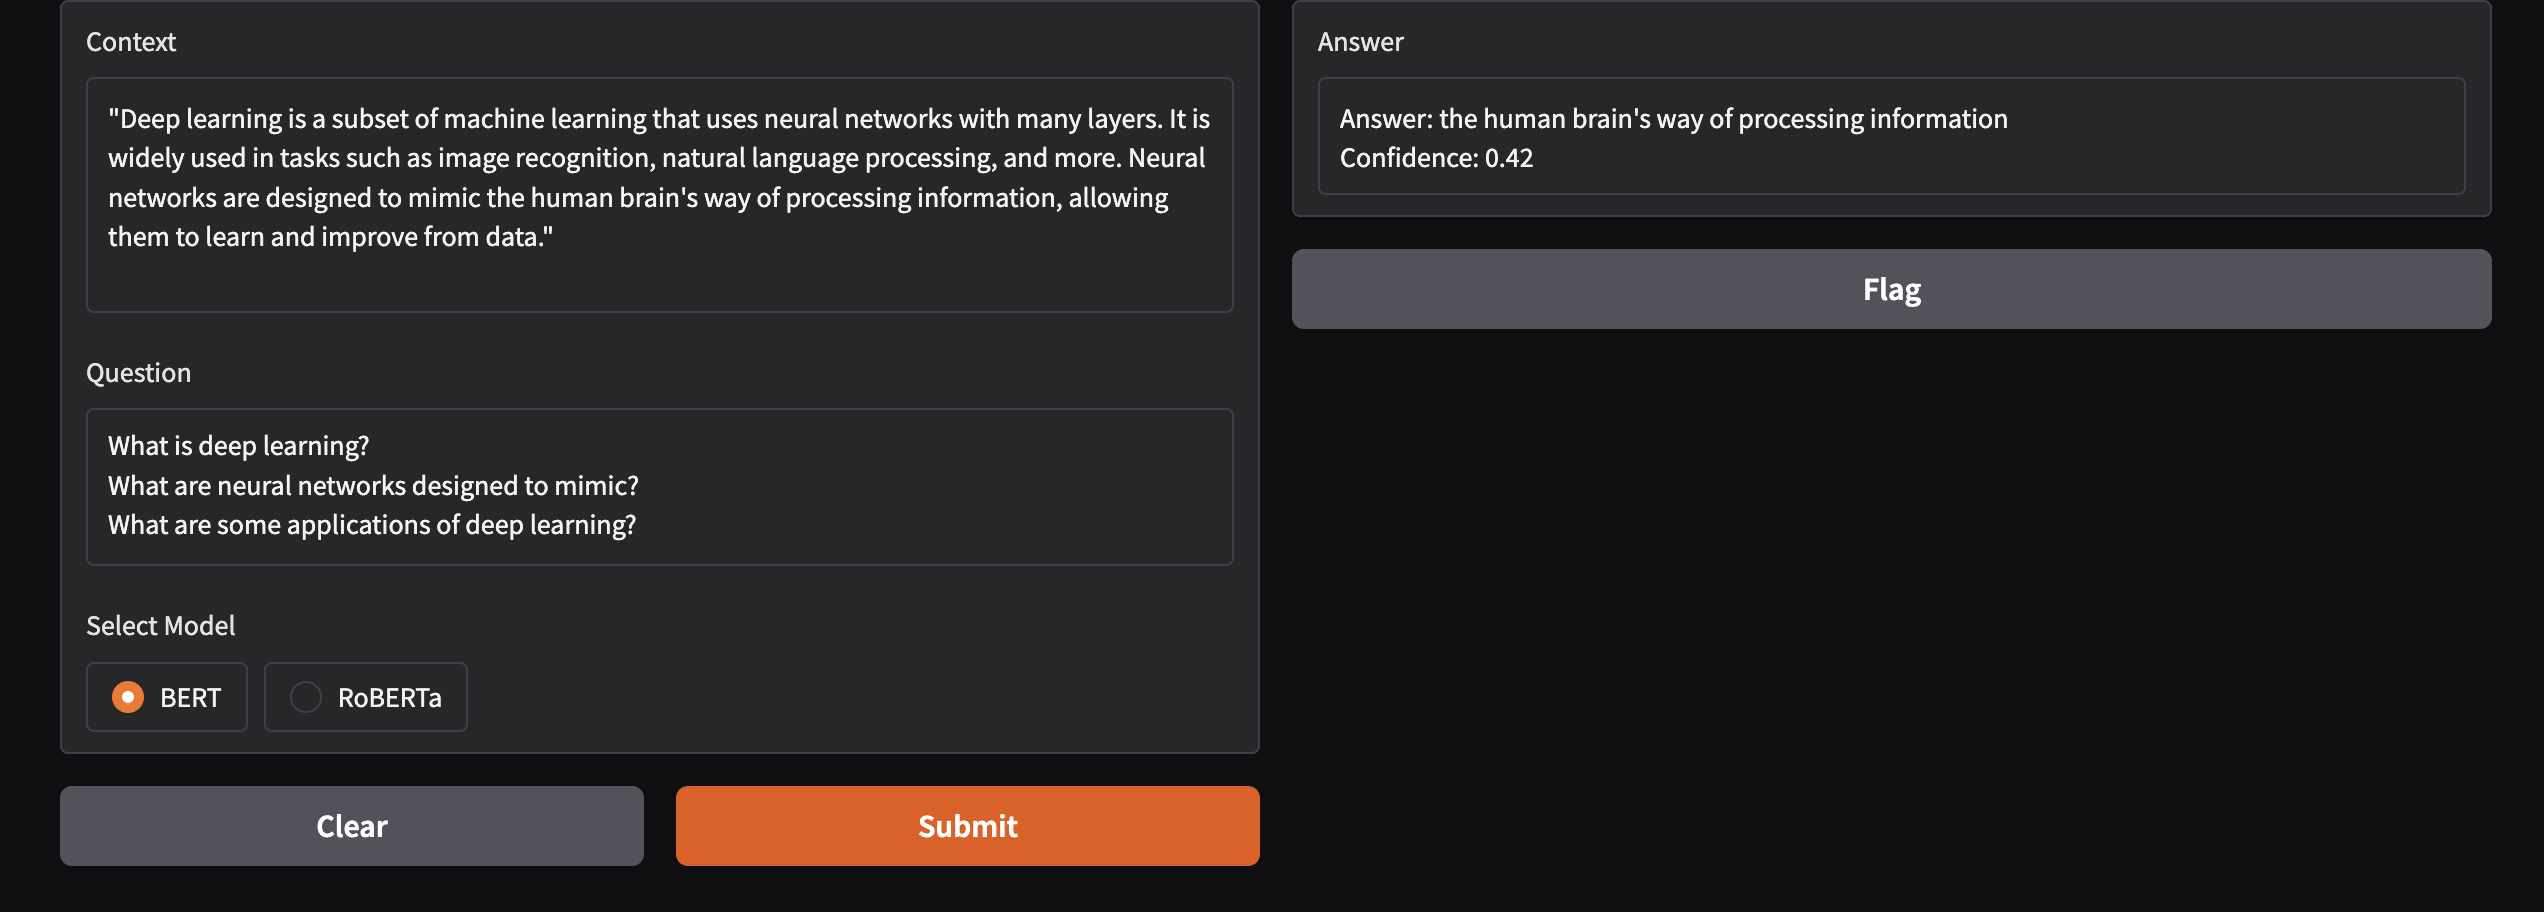 Context
"Deep learning is a subset of machine learning that uses neural networks with many layers. It is
widely used in tasks such as image recognition, natural language processing, and more. Neural
networks are designed to mimic the human brain's way of processing information, allowing
them to learn and improve from data."
Question
What is deep learning?
What are neural networks designed to mimic?
What are some applications of deep learning?
Select Model
BERT
RoBERTa
Clear
Submit
Answer
Answer: the human brain's way of processing information
Confidence: 0.42
Flag